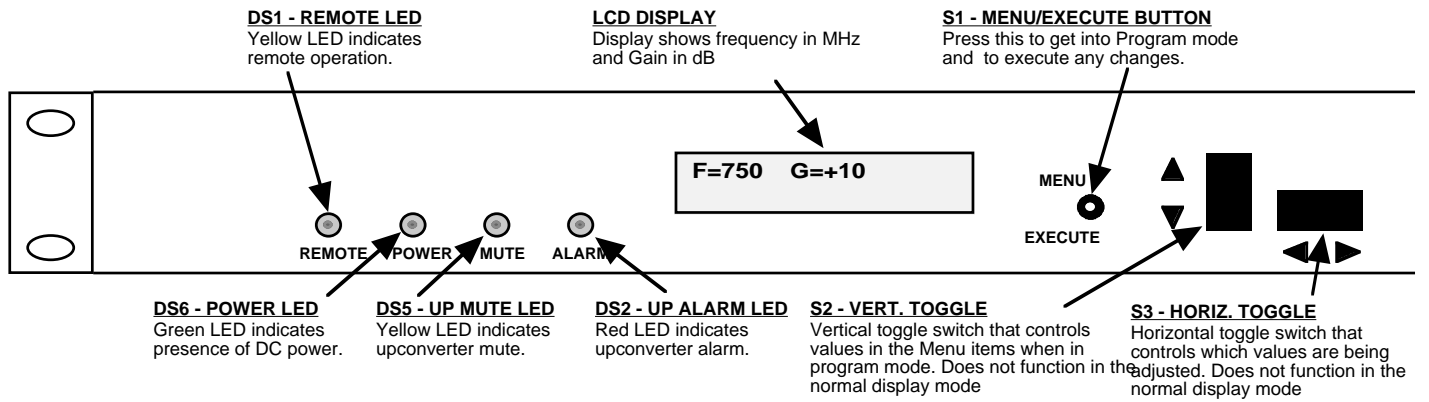 DS1 - REMOTE LED
Yellow LED indicates
remote operation.
LCD DISPLAY
Display shows frequency in MHz
and Gain in dB
S1 - MENU/EXECUTE BUTTON
Press this to get into Program mode
and to execute any changes.
F=750 G=+10
MENU
EXECUTE
REMOTE
POWER
MUTE
ALARM
DS6 - POWER LED
Green LED indicates
presence of DC power.
DS5 - UP MUTE LED
Yellow LED indicates
upconverter mute.
DS2 - UP ALARM LED
Red LED indicates
upconverter alarm.
S2 - VERT. TOGGLE
Vertical toggle switch that controls
values in the Menu items when in
program mode. Does not function in the
normal display mode
S3 - HORIZ. TOGGLE
Horizontal toggle switch that
controls which values are being
adjusted. Does not function in the
normal display mode